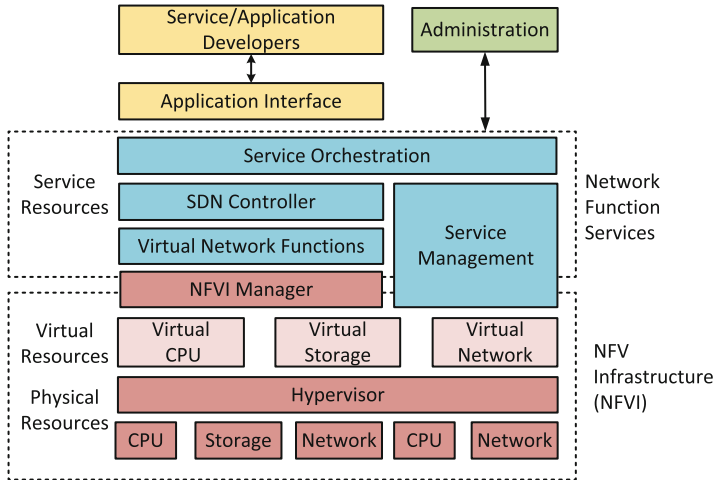 Service/Application
Developers
Administration
Application Interface
Service Orchestration
Service
Resources
SDN Controller
Virtual Network Functions
Service
Management
Network
Function
Services
NFVI Manager
Virtual
Resources
Virtual
CPU
Virtual
Storage
Virtual
Network
NFV
Infrastructure
(NFVI)
Physical
Resources
Hypervisor
CPU
Storage
Network
CPU
Network